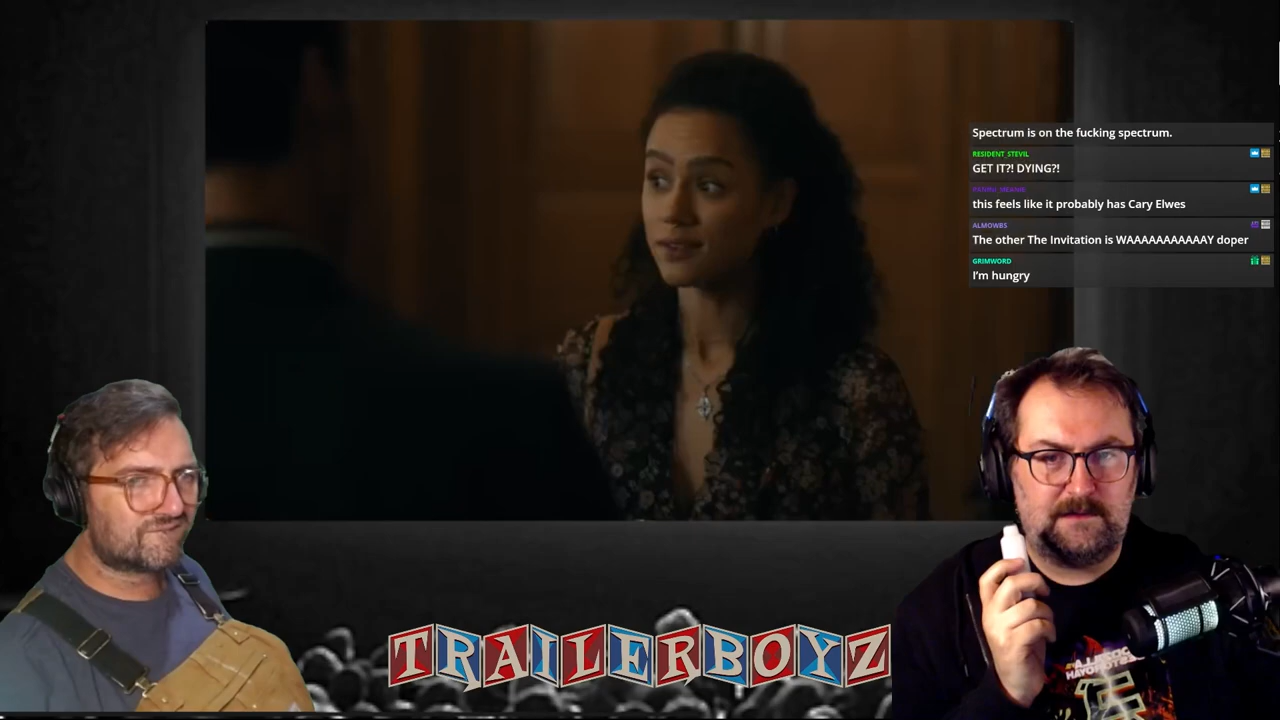 Spectrum is on the fucking spectrum.
RESIDENT_STEVIL
GET IT?! DYING?!
this feels like it probably has Cary Elwes
ALMOWBS
The other The Invitation is WAAAAAAAAAAAY doper
GRIMWORD
I'm hungry
TRAILERBOYZ